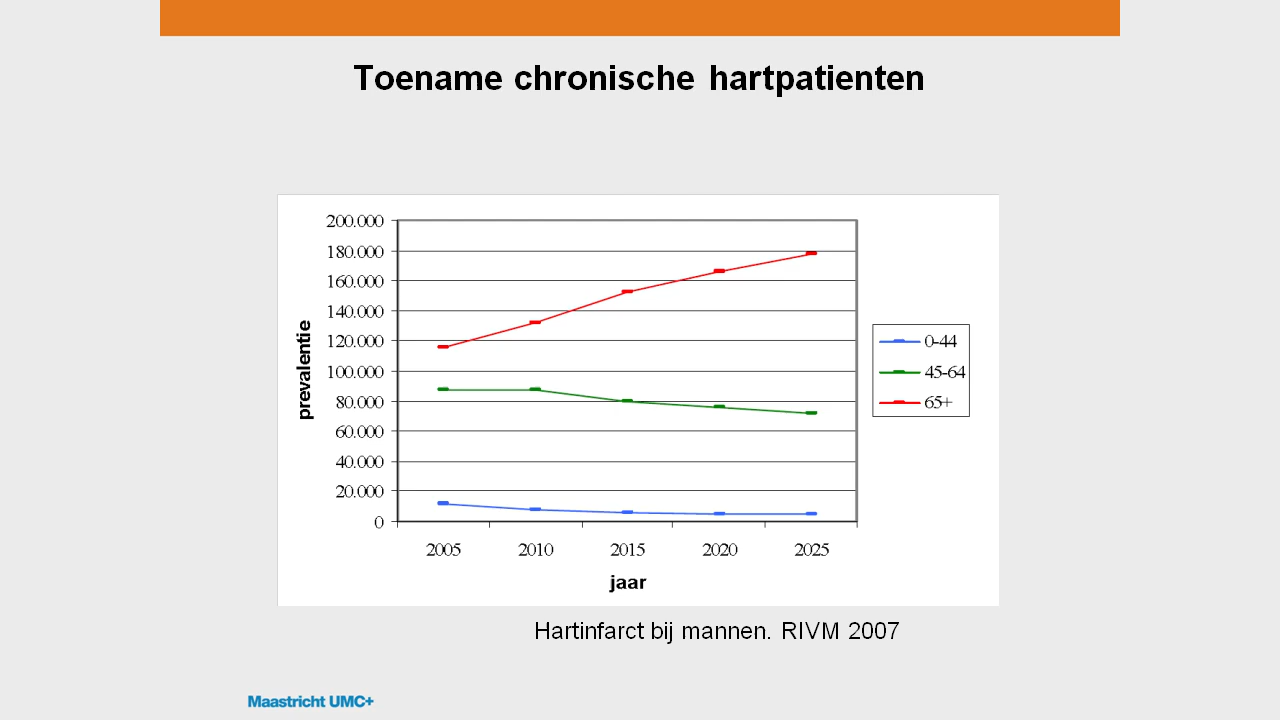 Toename chronische hartpatienten
200.000
180.000
160.000
140.000
120.000
100.000
80.000
60.000
40.000
20.000
0
prevalentie
2005 2010 2015 2020 2025
jaar
0-44
45-64
65+
Hartinfarct bij mannen. RIVM 2007
Maastricht UMC+